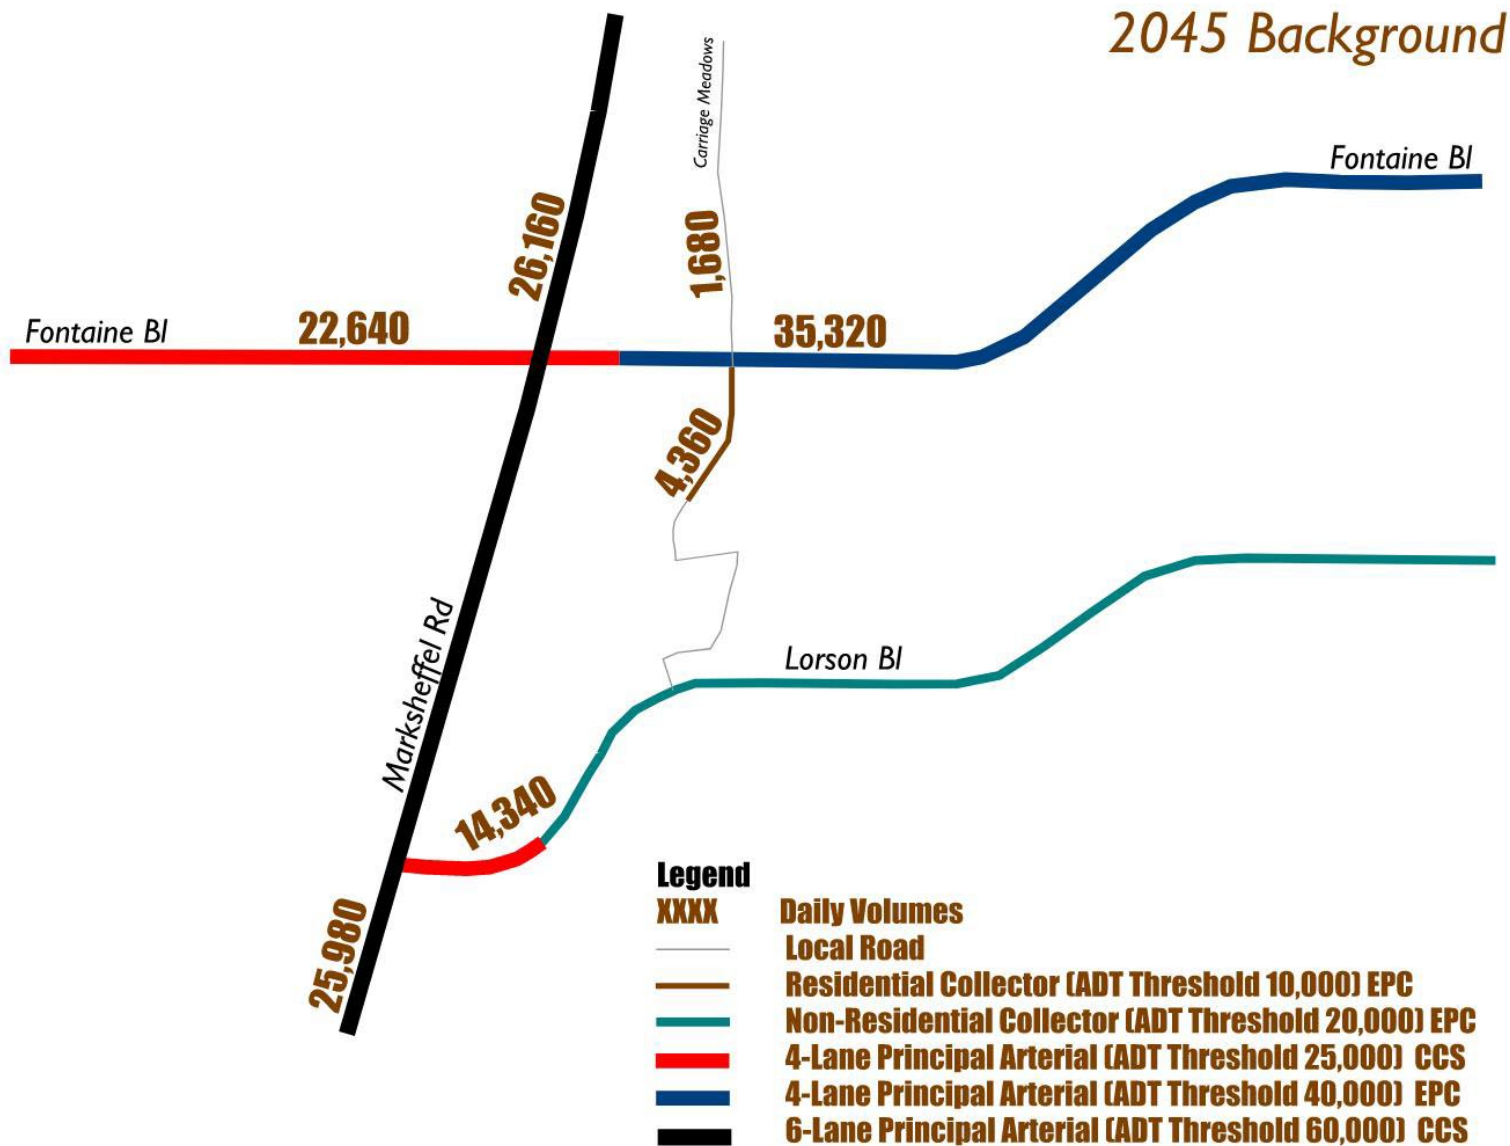 2045 Background
Carriage Meadows
Fontaine Bl
26,160
1,680
Fontaine Bl
22,640
35,320
4,360
Marksheffel Rd
Lorson Bl
14,340
25,980
Legend
XXXX Daily Volumes
Local Road
Residential Collector (ADT Threshold 10,000) EPC
Non-Residential Collector (ADT Threshold 20,000) EPC
4-Lane Principal Arterial (ADT Threshold 25,000) CCS
4-Lane Principal Arterial (ADT Threshold 40,000) EPC
6-Lane Principal Arterial (ADT Threshold 60,000) CCS